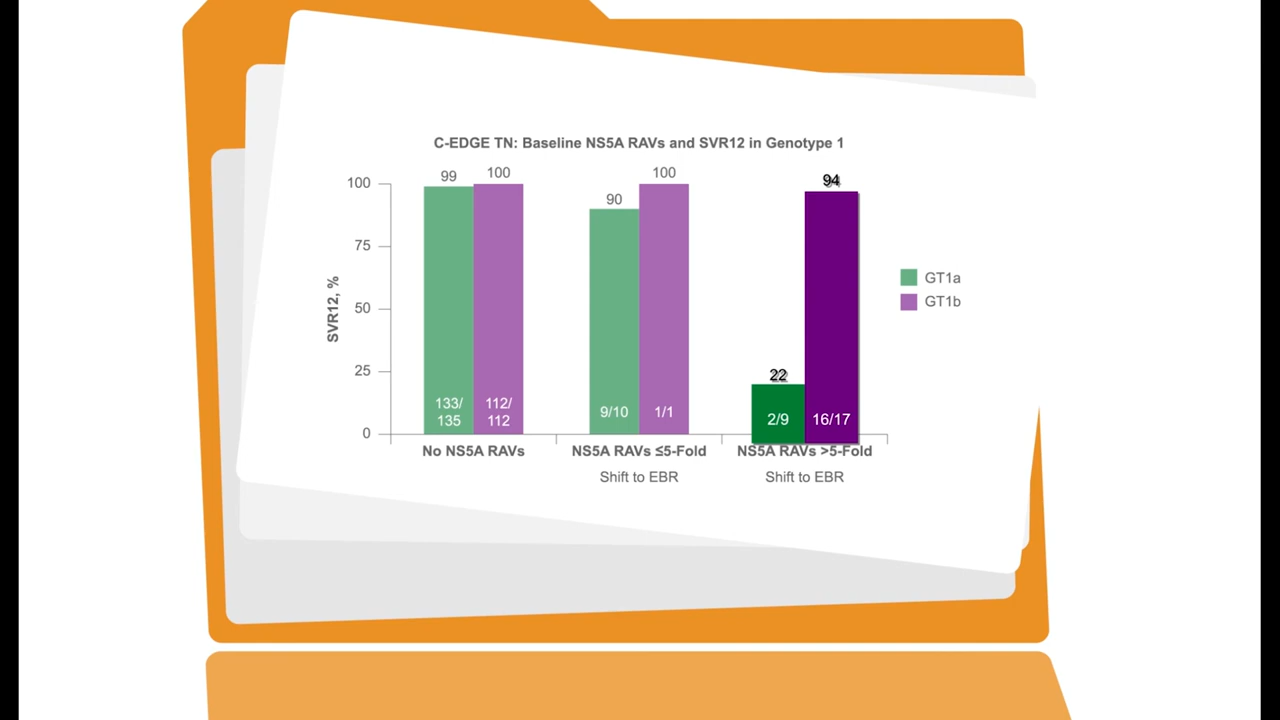 C-EDGE TN: Baseline NS5A RAVs and SVR12 in Genotype 1
SVR12, %
100
75
50
25
0
99
100
90
100
94
22
133/
135
112/
112
9/10
1/1
2/9
16/17
No NS5A RAVs
NS5A RAVs ≤5-Fold
Shift to EBR
NS5A RAVs >5-Fold
Shift to EBR
GT1a
GT1b